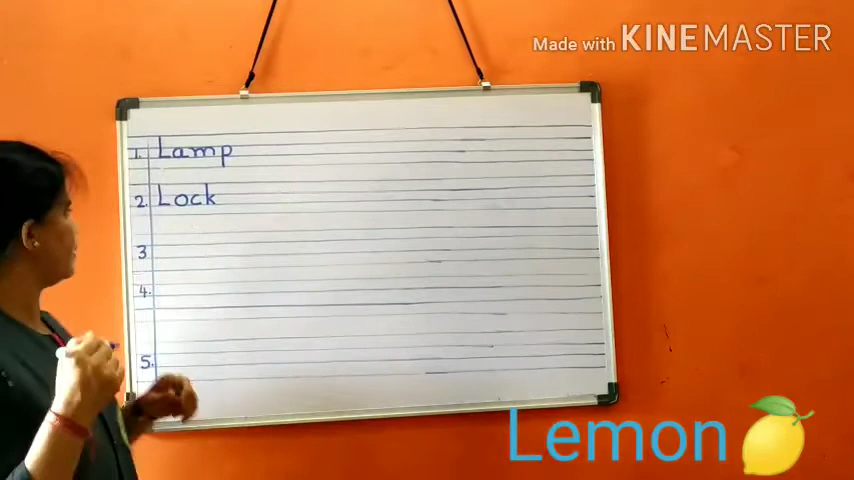 Made with KINEMASTER
1. Lamp
2. Lock
3
4.
5.
Lemon